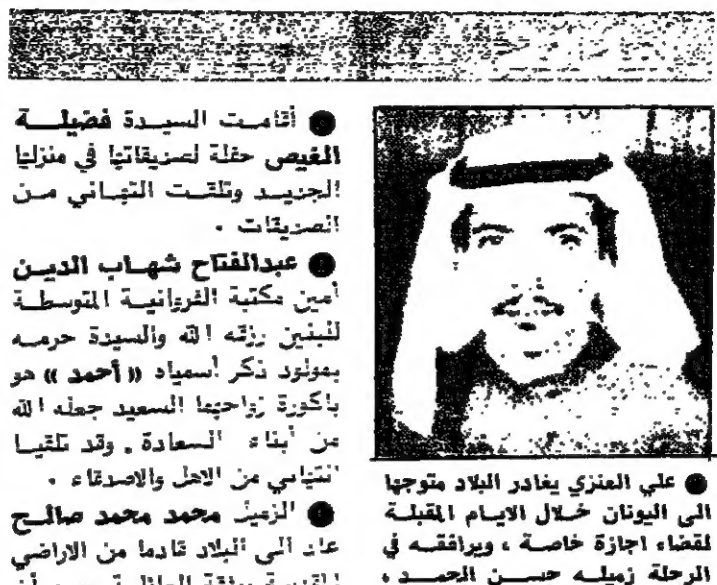 ● أقامت السيدة فضيلة
المغيص حفلة لصديقاتها في منزلها
الجديد وتلقت التهاني من
الصديقات .
● عبدالفتاح شهاب الدين
أمين مكتبة الفروانية المتوسطة
للبنين رزقه الله والسيدة حرمه
بمولود ذكر أسمياه (( أحمد )) هو
باكورة زواجهما السعيد جعله الله
من أبناء السعادة . وقد تلقيا
التهاني من الاهل والاصدقاء .
● الزميل محمد محمد صالح
عاد الى البلاد قادما من الاراضي
● علي العنزي يغادر البلاد متوجها
الى اليونان خلال الايام المقبلة
لقضاء اجازة خاصة ، ويرافقه في
الرحلة زميله حسن الحمد ،